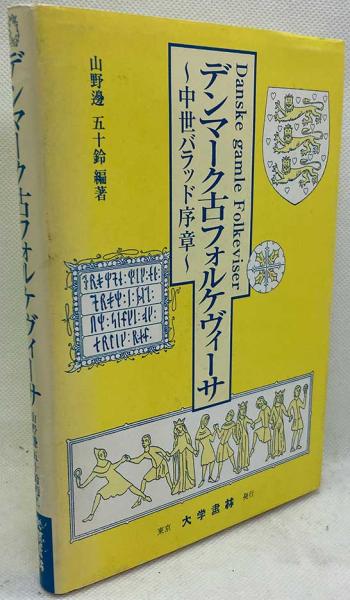 Danske gamle Folkeviser
デンマーク古フォルケヴィーサ
〜中世バラッド序章〜
山野邊 五十鈴 編著
東京 大学書林 発行
デンマーク古フォルケヴィーサ